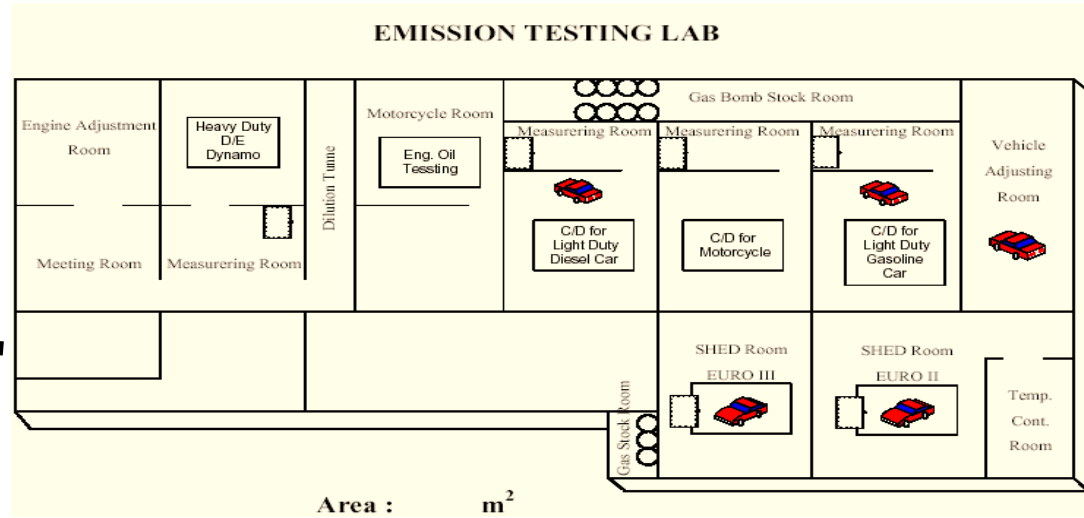 EMISSION TESTING LAB
Engine Adjustment
Room
Heavy Duty
D/E
Dynamo
Dilution Tunne
Motorcycle Room
Eng. Oil
Tessting
Gas Bomb Stock Room
Measurering Room
Measurering Room
Measurering Room
Vehicle
Adjusting
Room
C/D for
Light Duty
Diesel Car
C/D for
Motorcycle
C/D for
Light Duty
Gasoline
Car
Meeting Room
Measurering Room
SHED Room
EURO III
SHED Room
EURO II
Gas Stock Room
Temp.
Cont.
Room
Area : m²